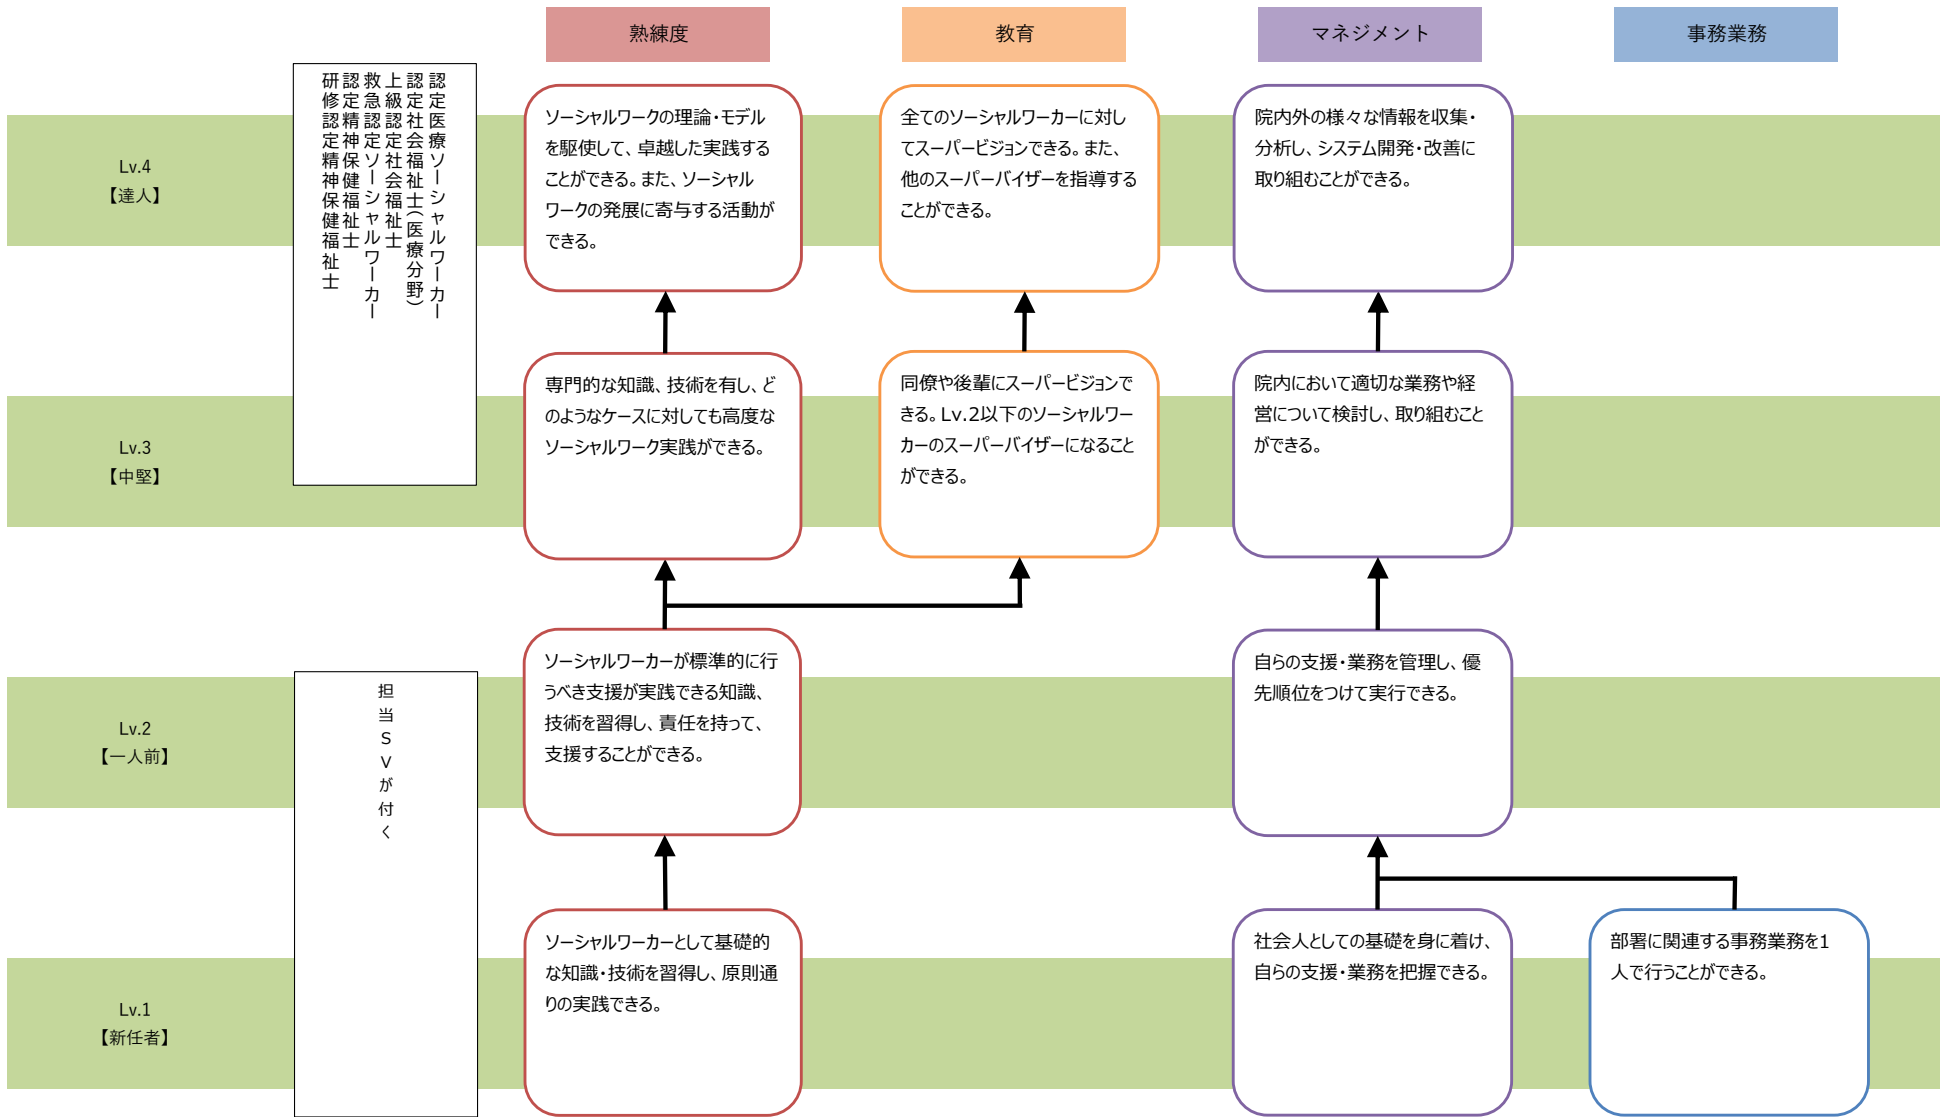 熟練度
教育
マネジメント
事務業務
Lv.4
【達人】
認定医療ソーシャルワーカー
認定社会福祉士(医療分野)
上級認定社会福祉士
救急認定ソーシャルワーカー
認定精神保健福祉士
研修認定精神保健福祉士
ソーシャルワークの理論・モデル
を駆使して、卓越した実践する
ことができる。また、ソーシャル
ワークの発展に寄与する活動が
できる。
全てのソーシャルワーカーに対し
てスーパービジョンできる。また、
他のスーパーバイザーを指導する
ことができる。
院内外の様々な情報を収集・
分析し、システム開発・改善に
取り組むことができる。
Lv.3
【中堅】
専門的な知識、技術を有し、ど
のようなケースに対しても高度な
ソーシャルワーク実践ができる。
同僚や後輩にスーパービジョンで
きる。Lv.2以下のソーシャルワー
カーのスーパーバイザーになること
ができる。
院内において適切な業務や経
営について検討し、取り組むこと
ができる。
Lv.2
【一人前】
担当SVが付く
ソーシャルワーカーが標準的に行
うべき支援が実践できる知識、
技術を習得し、責任を持って、
支援することができる。
自らの支援・業務を管理し、優
先順位をつけて実行できる。
Lv.1
【新任者】
ソーシャルワーカーとして基礎的
な知識・技術を習得し、原則通
りの実践できる。
社会人としての基礎を身に着け、
自らの支援・業務を把握できる。
部署に関連する事務業務を1
人で行うことができる。